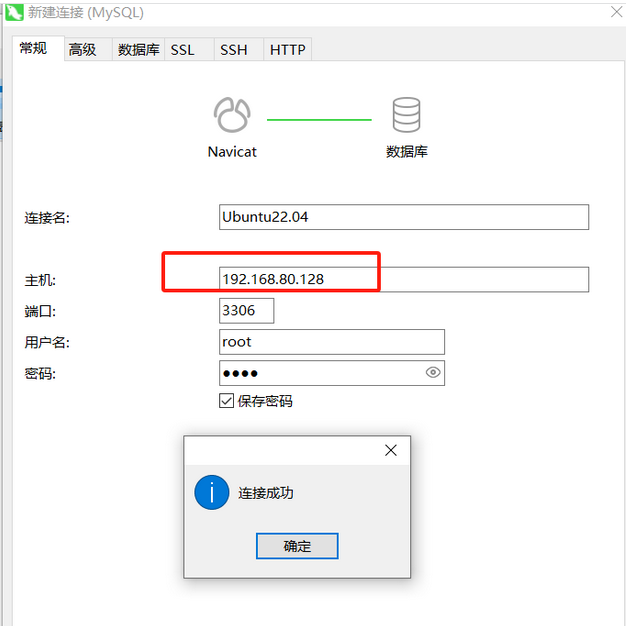 新建连接 (MySQL)
常规 高级 数据库 SSL SSH HTTP
Navicat 数据库
连接名: Ubuntu22.04
主机: 192.168.80.128
端口: 3306
用户名: root
密码: ●●●●
保存密码
连接成功
确定